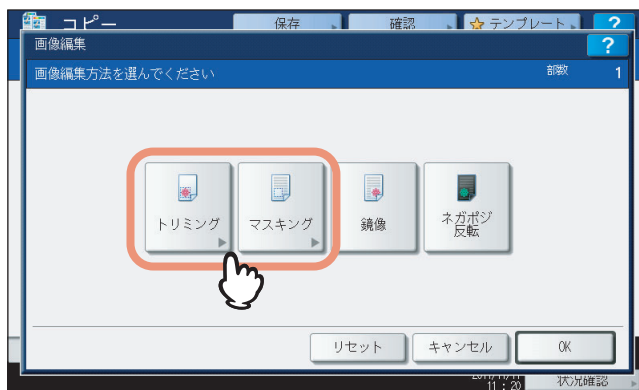 コピー 保存 確認 テンプレート ?
画像編集 ?
画像編集方法を選んでください 部数 1
トリミング マスキング 鏡像 ネガポジ
反転
リセット キャンセル OK
2011/11/11
11:20 状況確認